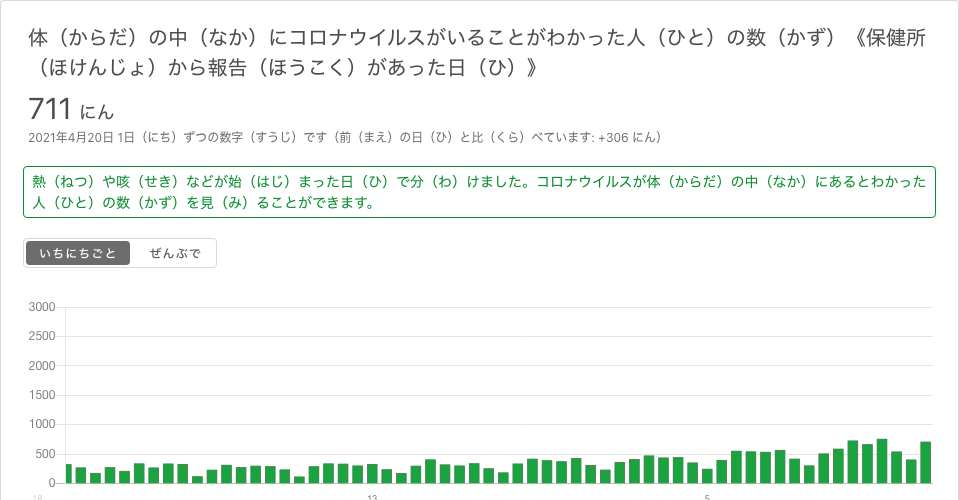 体（からだ）の中（なか）にコロナウイルスがいることがわかった人（ひと）の数（かず）《保健所
（ほけんじょ）から報告（ほうこく）があった日（ひ）》
711 にん
2021年4月20日 1日（にち）ずつの数字（すうじ）です（前（まえ）の日（ひ）と比（くら）べています: +306 にん）
熱（ねつ）や咳（せき）などが始（はじ）まった日（ひ）で分（わ）けました。コロナウイルスが体（からだ）の中（なか）にあるとわかった
人（ひと）の数（かず）を見（み）ることができます。
いちにちごと ぜんぶで
3000
2500
2000
1500
1000
500
0
18 13 5